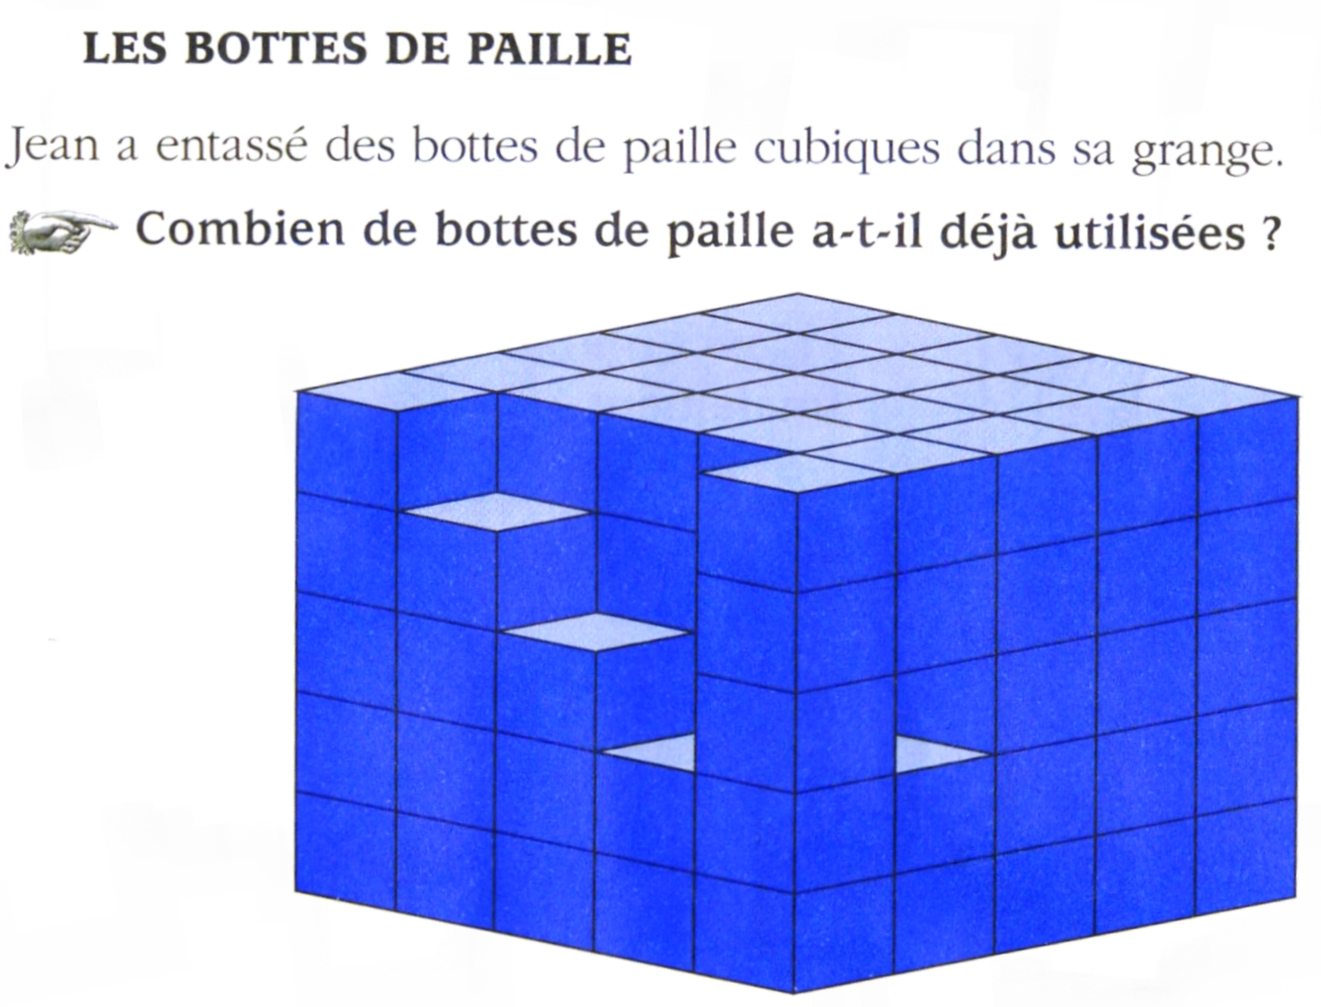 LES BOTTES DE PAILLE
Jean a entassé des bottes de paille cubiques dans sa grange.
Combien de bottes de paille a-t-il déjà utilisées ?